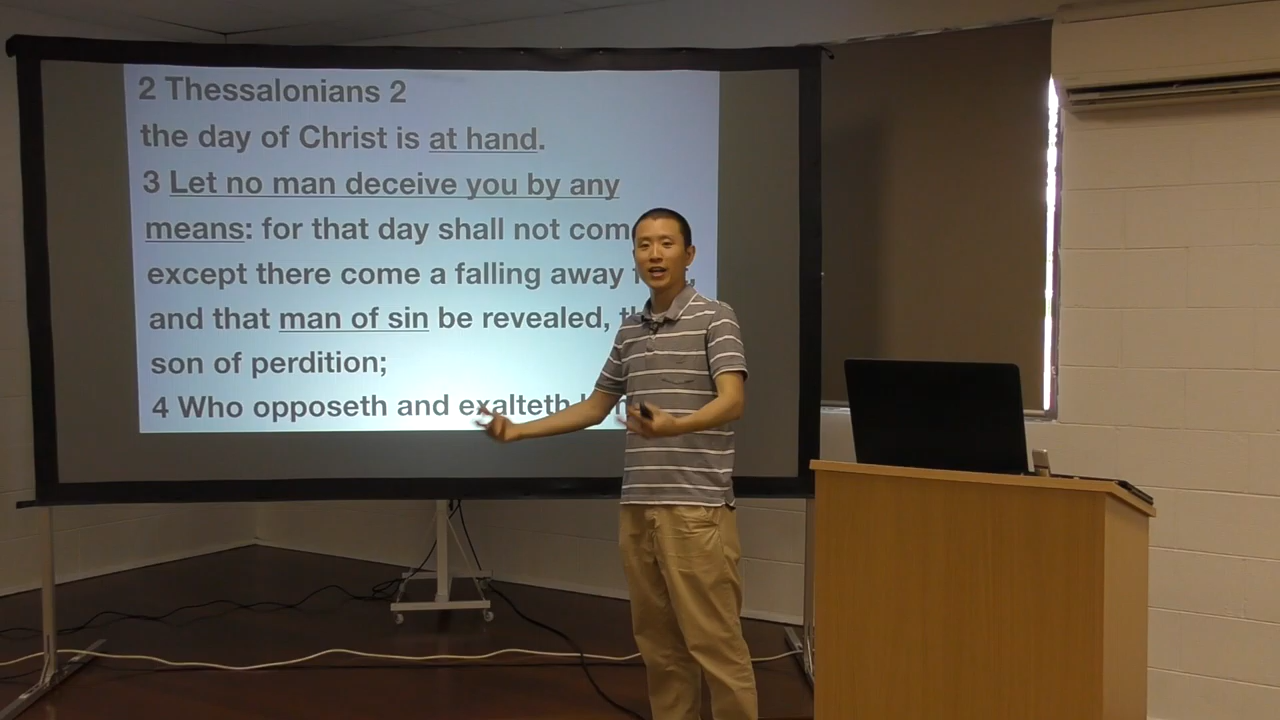 2 Thessalonians 2
the day of Christ is at hand.
3 Let no man deceive you by any
means: for that day shall not com
except there come a falling away
and that man of sin be revealed,
son of perdition;
4 Who opposeth and exalteth